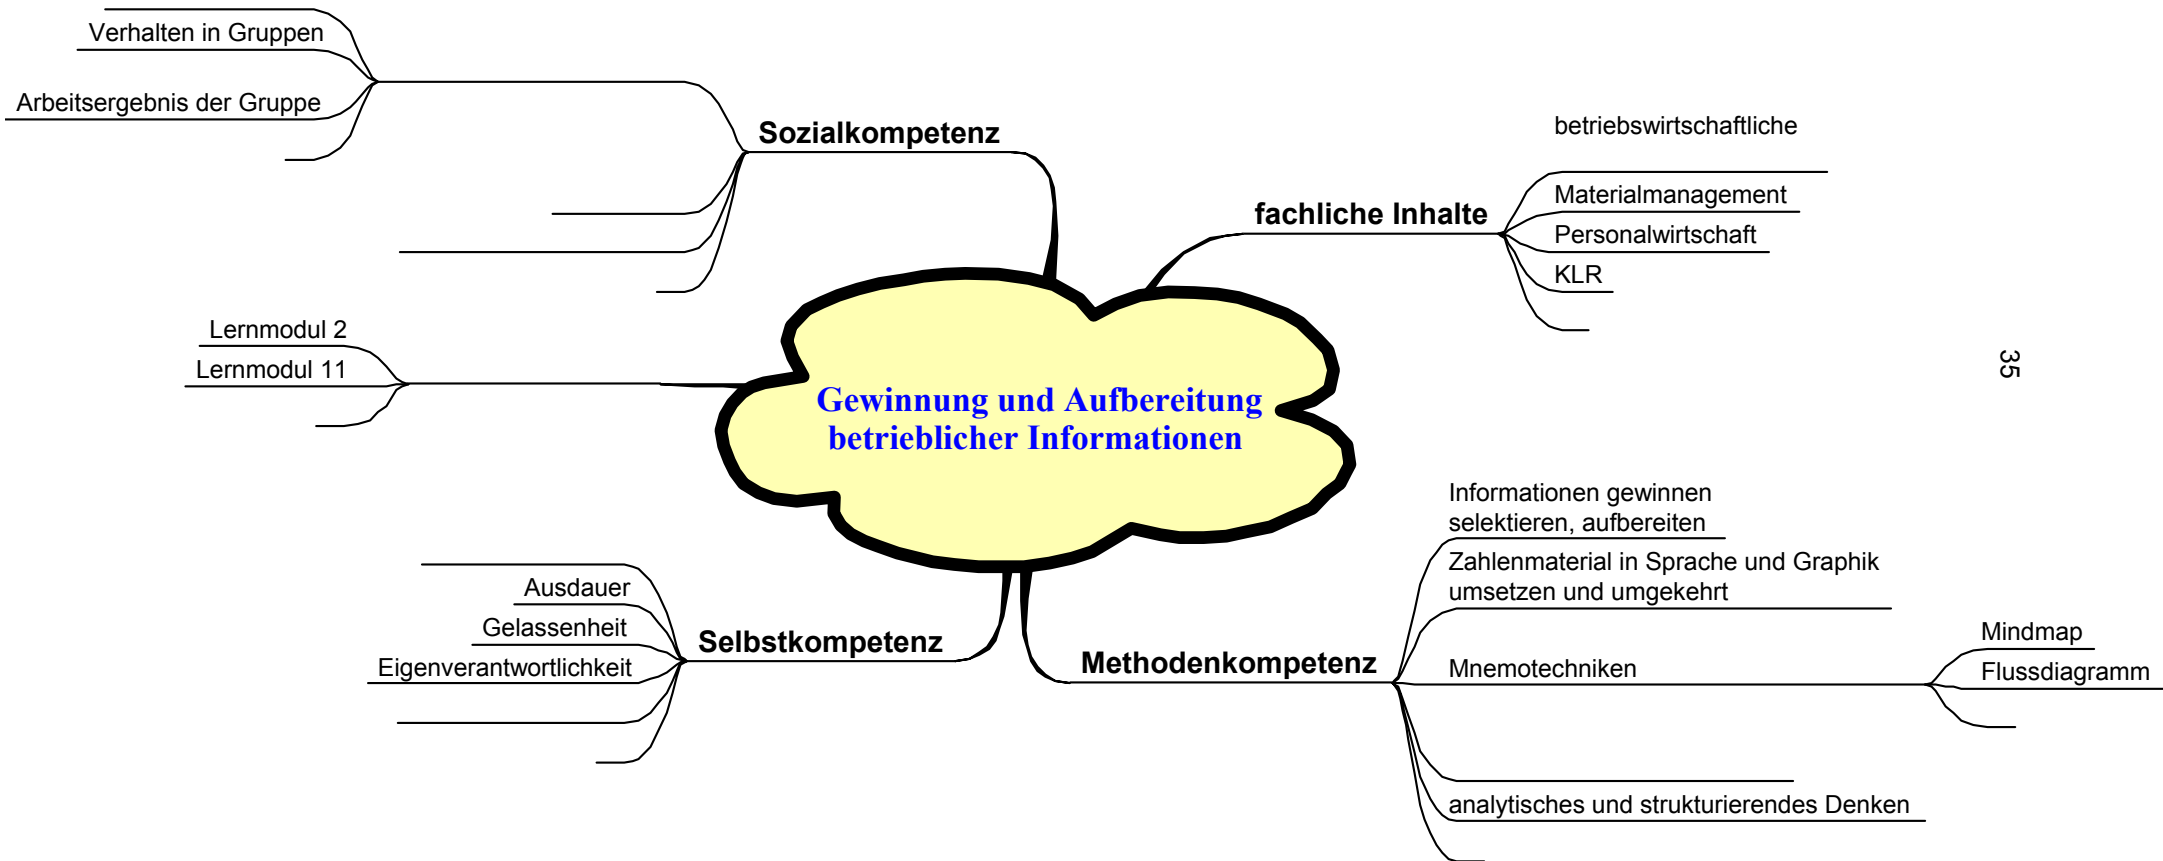 Verhalten in Gruppen
Arbeitsergebnis der Gruppe
Sozialkompetenz
betriebswirtschaftliche
fachliche Inhalte
Materialmanagement
Personalwirtschaft
KLR
Lernmodul 2
Lernmodul 11
35
Gewinnung und Aufbereitung
betrieblicher Informationen
Informationen gewinnen
selektieren, aufbereiten
Zahlenmaterial in Sprache und Graphik
umsetzen und umgekehrt
Ausdauer
Gelassenheit
Eigenverantwortlichkeit
Selbstkompetenz
Methodenkompetenz
Mnemotechniken
Mindmap
Flussdiagramm
analytisches und strukturierendes Denken